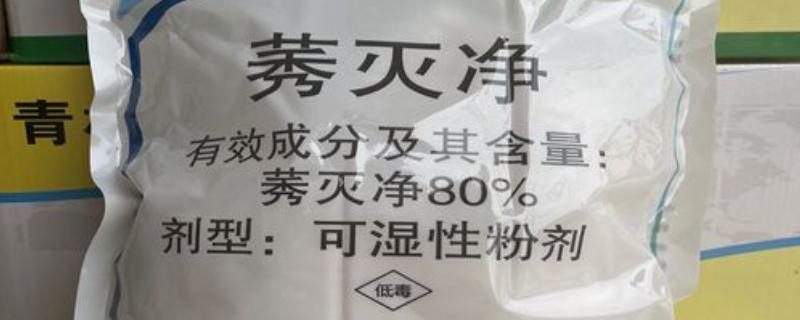 莠灭净
有效成分及其含量：
莠灭净80%
剂型：可湿性粉剂
低毒
青